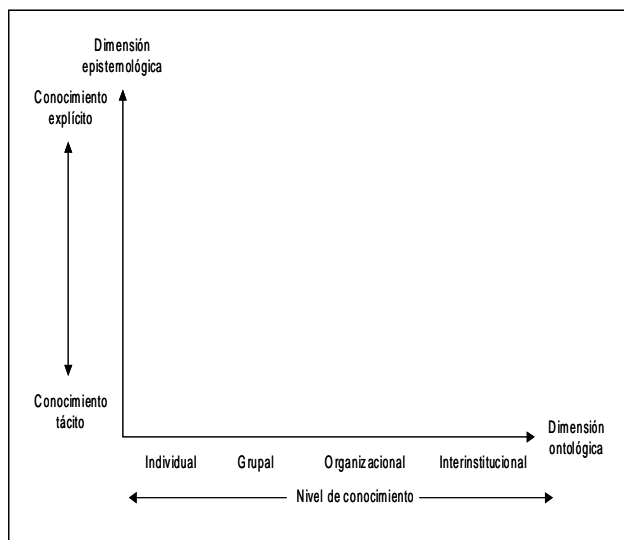 Dimensión
epistemológica
Conocimiento
explícito
Conocimiento
tácito
Dimensión
ontológica
Individual
Grupal
Organizacional
Interinstitucional
Nivel de conocimiento